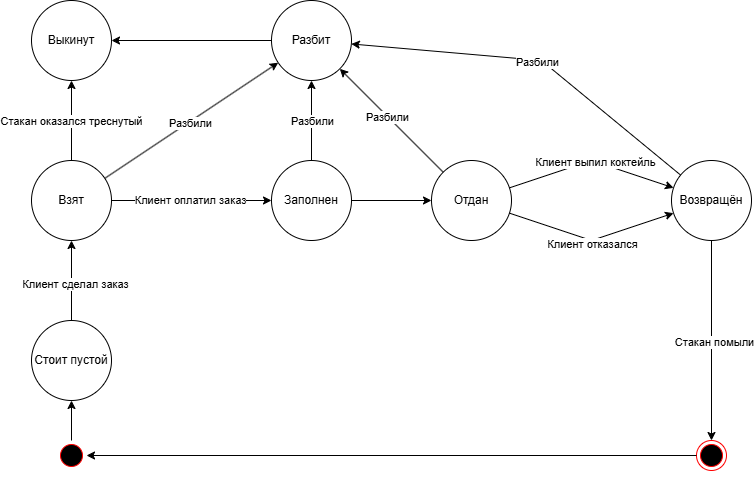 Выкинут
Разбит
Разбили
Стакан оказался треснутый
Разбили
Разбили
Разбили
Клиент выпил коктейль
Взят
Клиент оплатил заказ
Заполнен
Отдан
Возвращён
Клиент отказался
Клиент сделал заказ
Стакан помыли
Стоит пустой